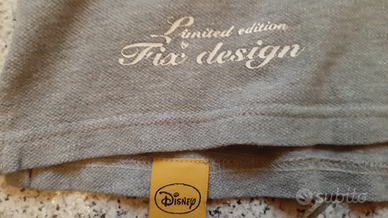 Limited edition
Fix design
Disney
subito